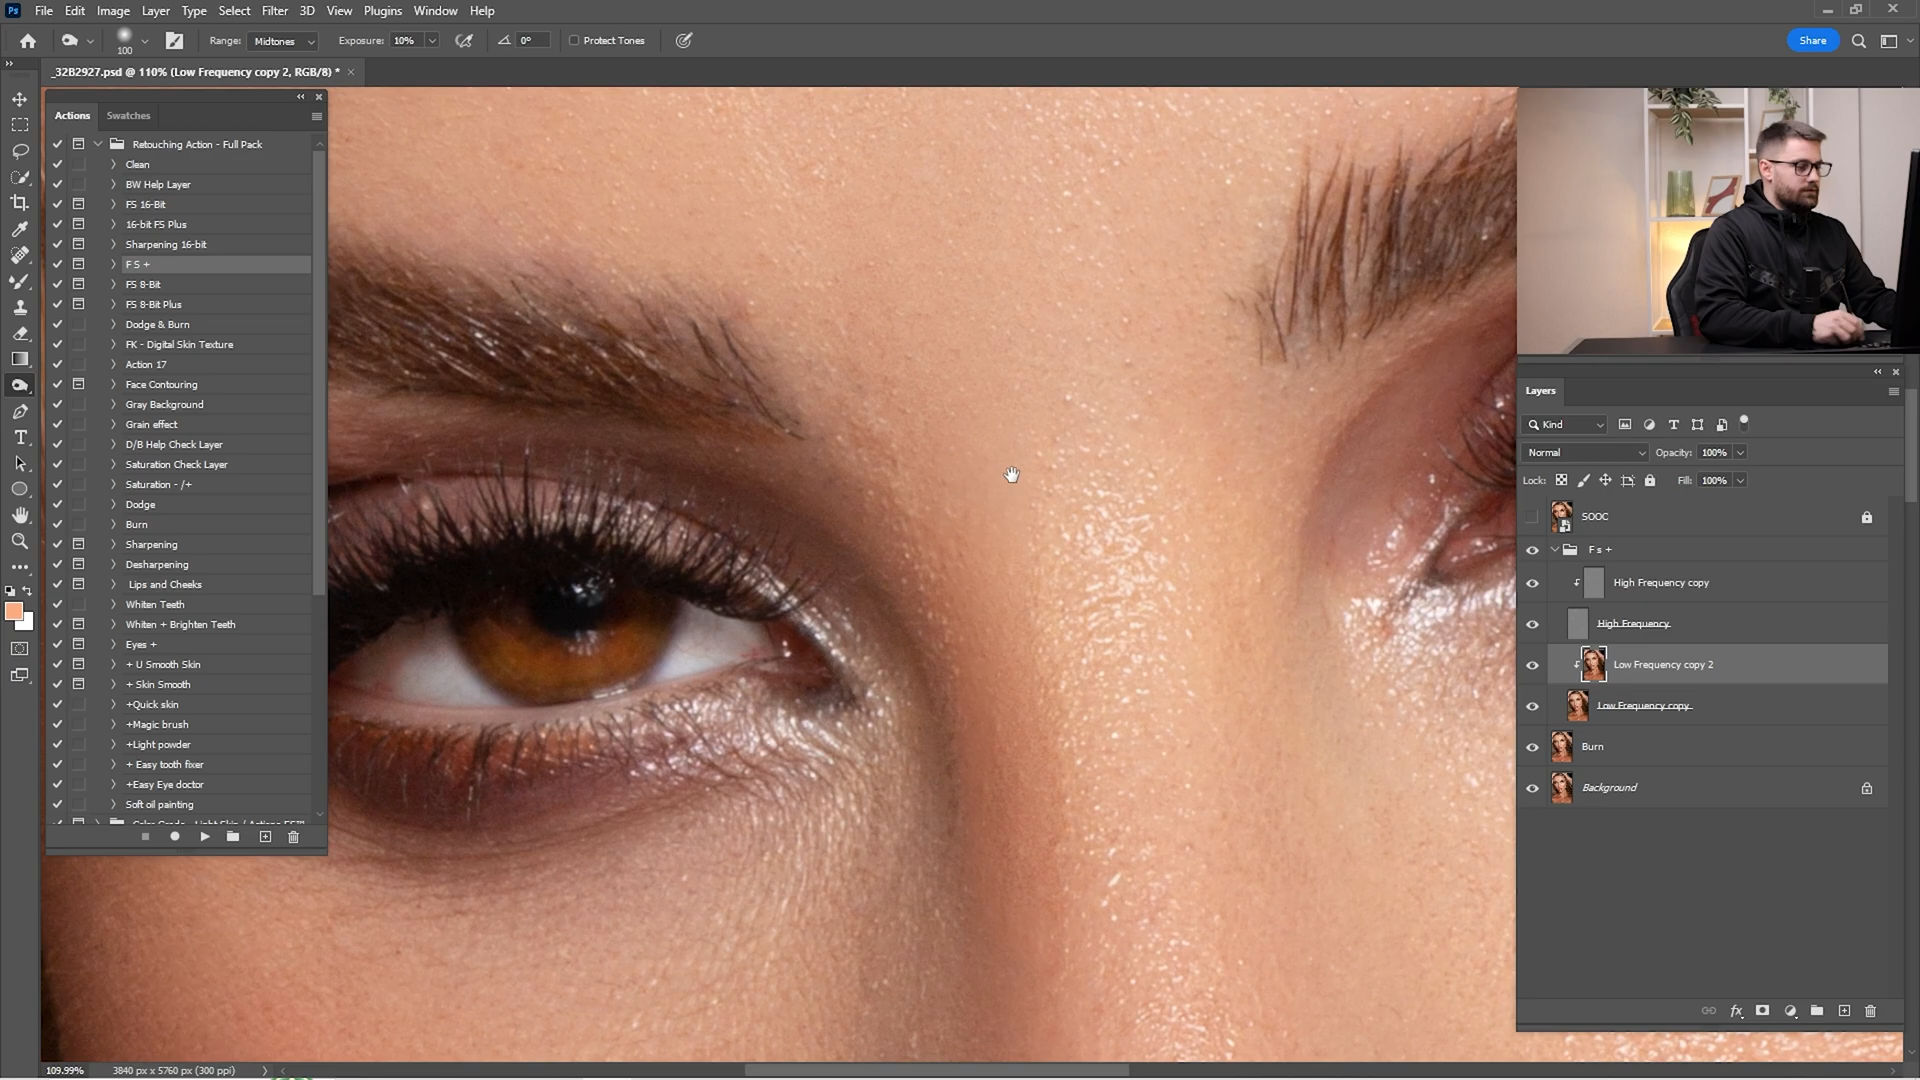 Ps File Edit Image Layer Type Select Filter 3D View Plugins Window Help
100 Range: Midtones Exposure: 10% 0° Protect Tones Share
_32B2927.psd @ 110% (Low Frequency copy 2, RGB/8) *
Actions Swatches
Retouching Action - Full Pack
Clean
BW Help Layer
FS 16-Bit
16-bit FS Plus
Sharpening 16-bit
F S +
FS 8-Bit
FS 8-Bit Plus
Dodge & Burn
FK - Digital Skin Texture
Action 17
Face Contouring
Gray Background
Grain effect
D/B Help Check Layer
Saturation Check Layer
Saturation - /+
Dodge
Burn
Sharpening
Desharpening
Lips and Cheeks
Whiten Teeth
Whiten + Brighten Teeth
Eyes +
+ U Smooth Skin
+ Skin Smooth
+Quick skin
+Magic brush
+Light powder
+ Easy tooth fixer
+Easy Eye doctor
Soft oil painting
Layers
Kind
Normal Opacity: 100%
Lock: Fill: 100%
SOOC
F s +
High Frequency copy
High Frequency
Low Frequency copy 2
Low Frequency copy
Burn
Background
109.99% 3840 px x 5760 px (300 ppi)